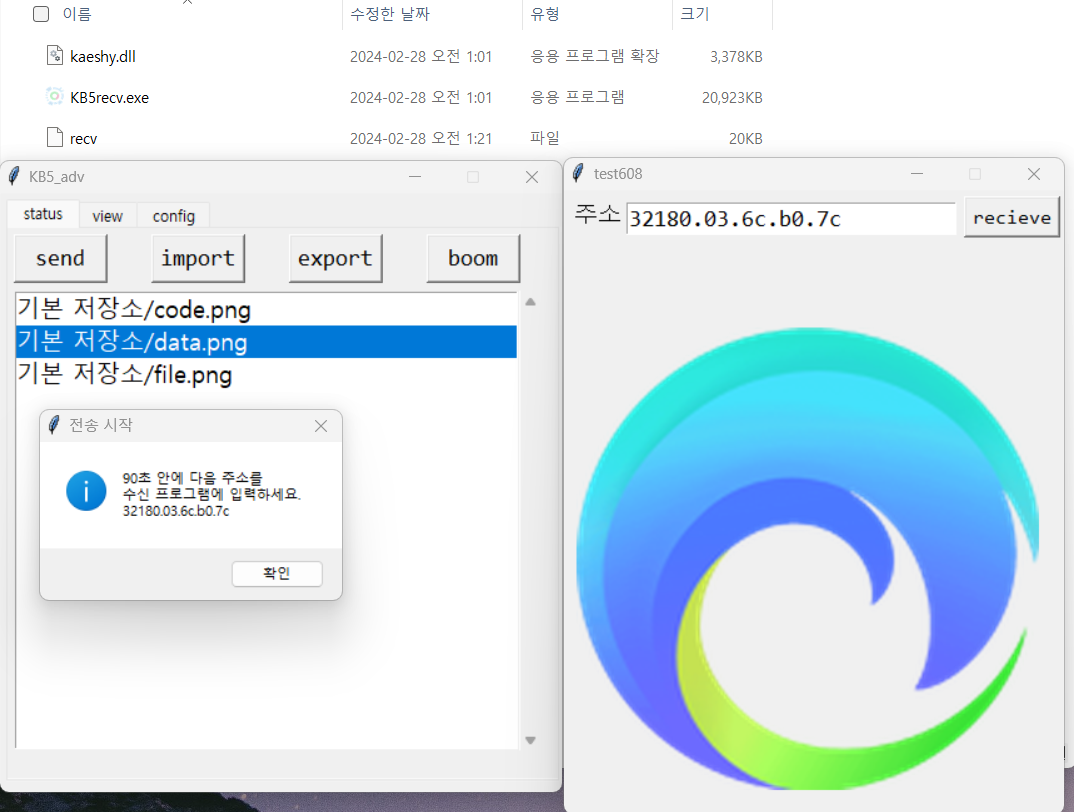 이름 수정한 날짜 유형 크기
kaeshy.dll 2024-02-28 오전 1:01 응용 프로그램 확장 3,378KB
KB5recv.exe 2024-02-28 오전 1:01 응용 프로그램 20,923KB
recv 2024-02-28 오전 1:21 파일 20KB
KB5_adv
status view config
send import export boom
기본 저장소/code.png
기본 저장소/data.png
기본 저장소/file.png
전송 시작
90초 안에 다음 주소를
수신 프로그램에 입력하세요.
32180.03.6c.b0.7c
확인
test608
주소 32180.03.6c.b0.7c recieve